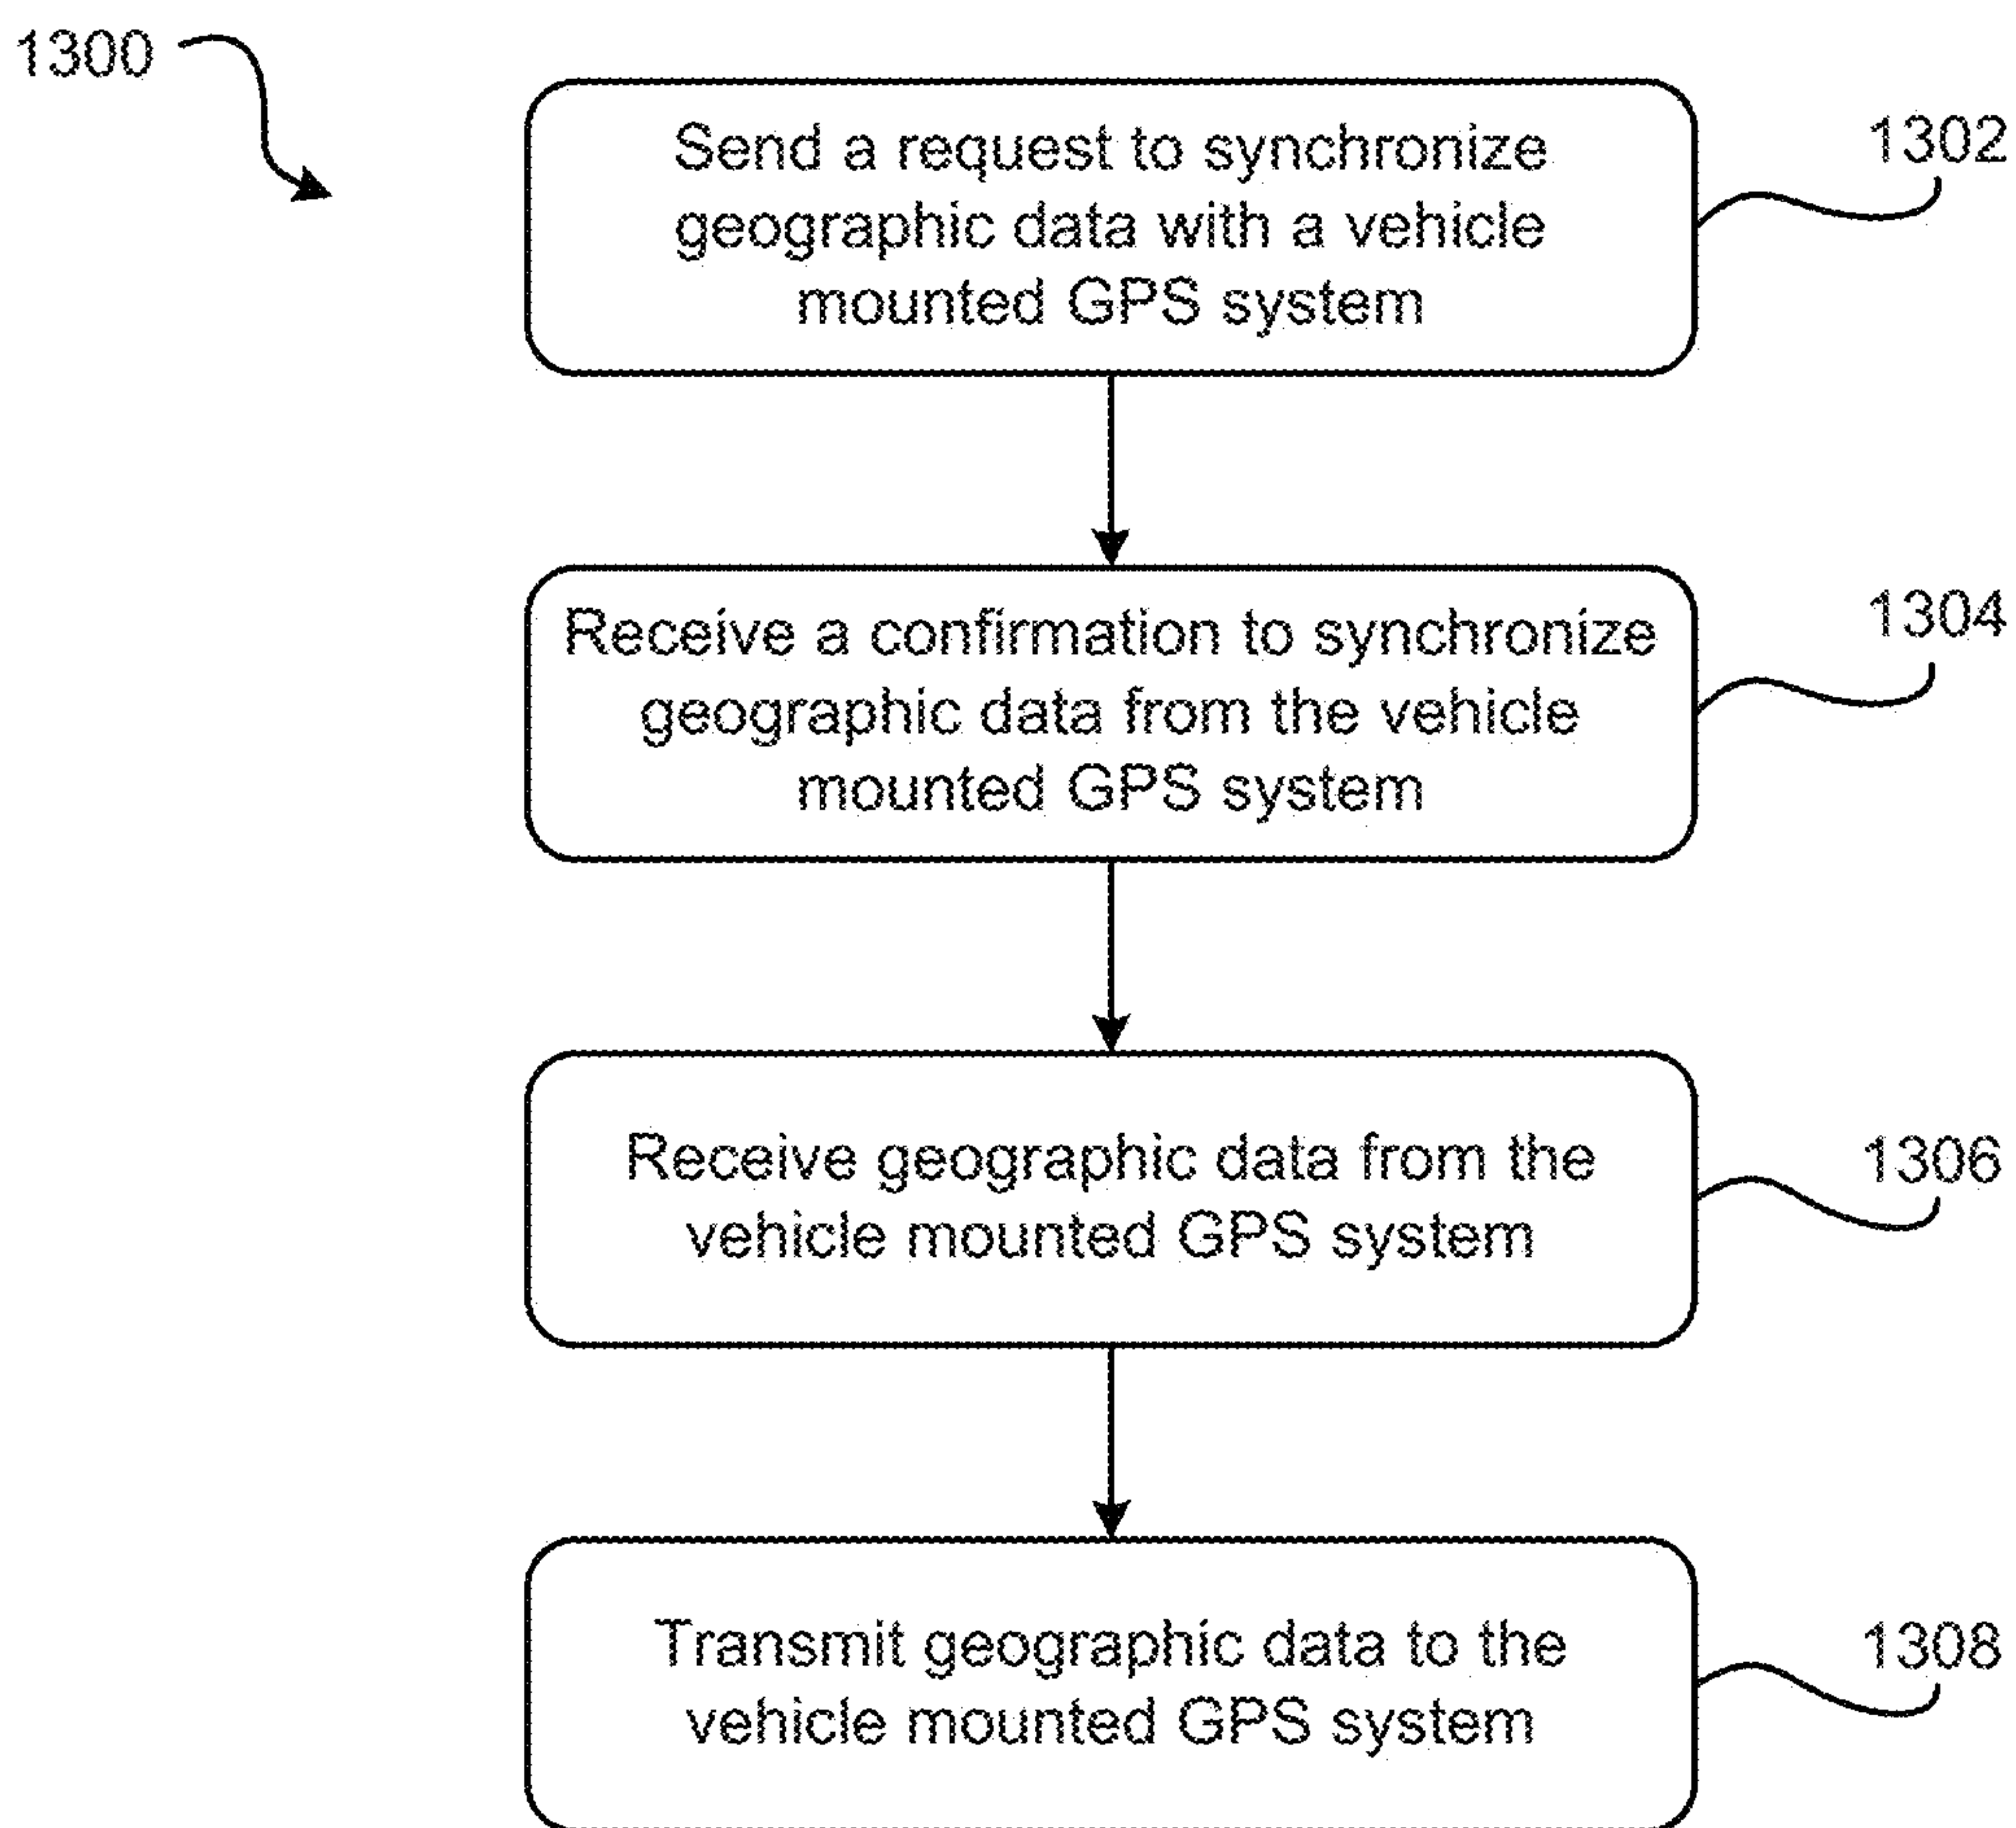 1300
Send a request to synchronize
geographic data with a vehicle
mounted GPS system
1302
Receive a confirmation to synchronize
geographic data from the vehicle
mounted GPS system
1304
Receive geographic data from the
vehicle mounted GPS system
1306
Transmit geographic data to the
vehicle mounted GPS system
1308